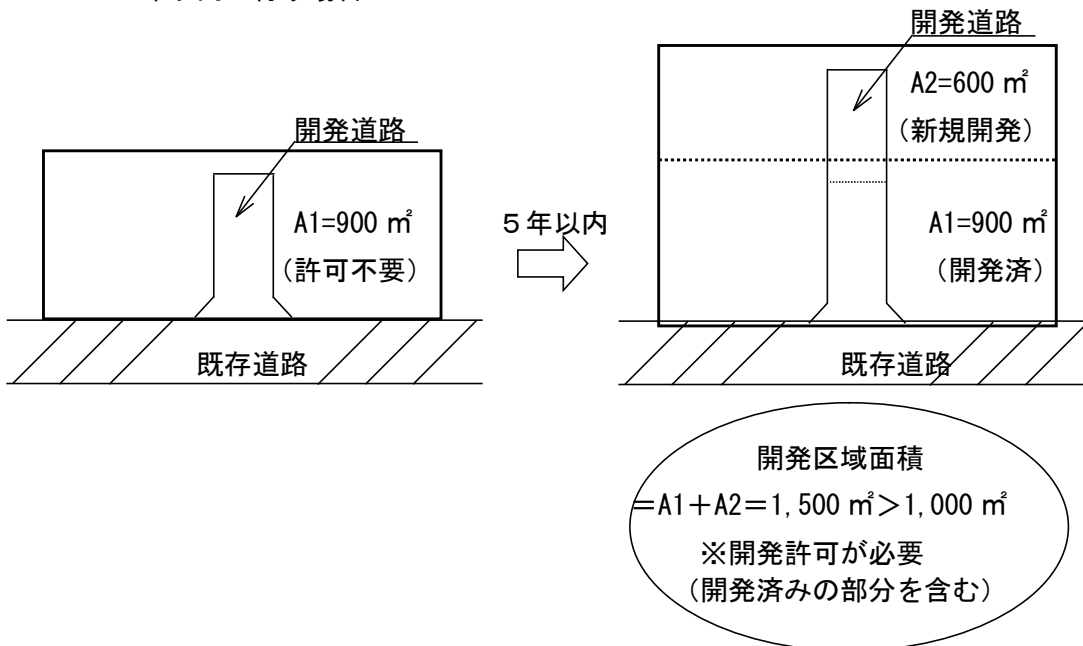 開発道路
A1=900 ㎡
(許可不要)
既存道路
5年以内
開発道路
A2=600 ㎡
(新規開発)
A1=900 ㎡
(開発済)
既存道路
開発区域面積
=A1+A2=1,500 ㎡>1,000 ㎡
※開発許可が必要
(開発済みの部分を含む)